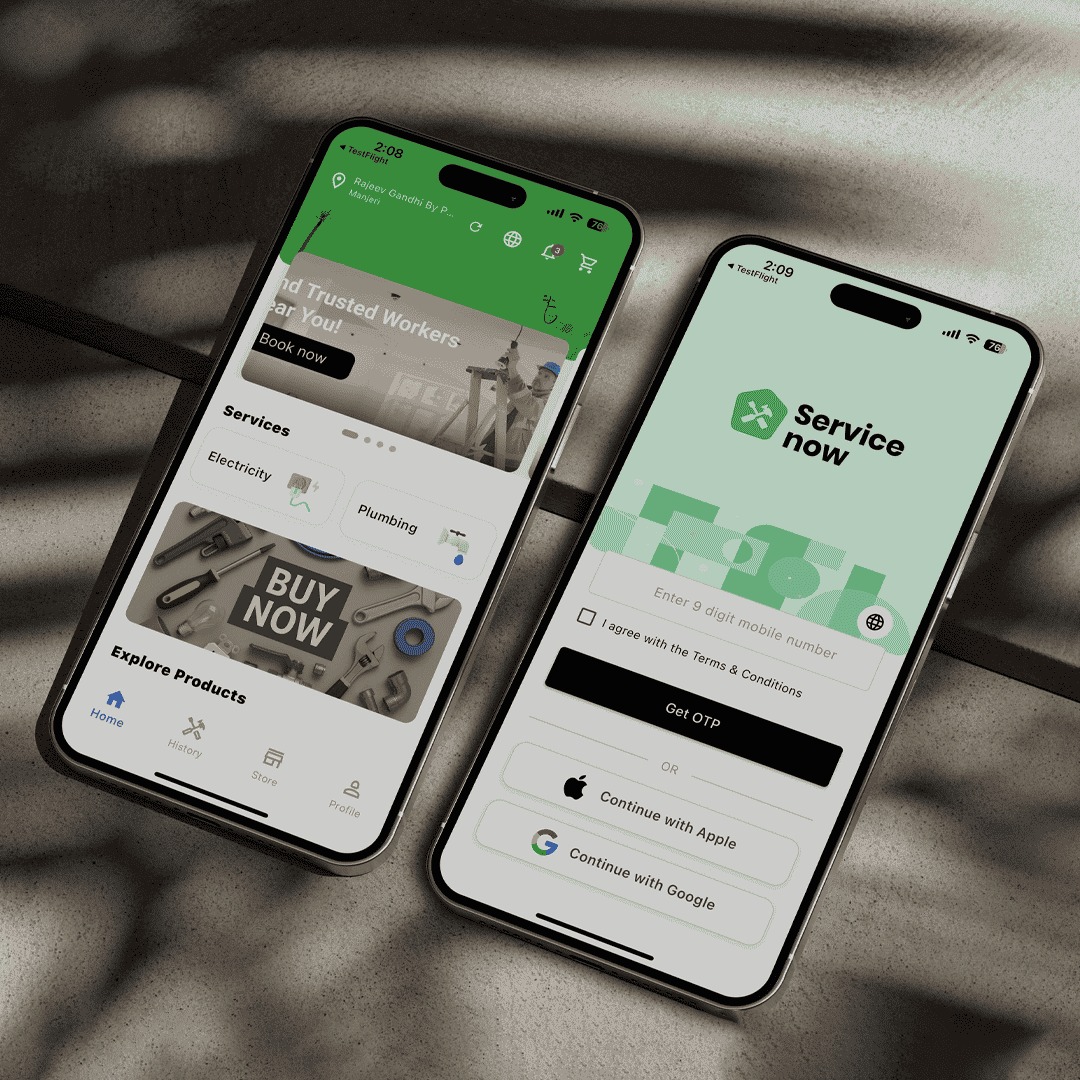 2:08
TestFlight
76
Rajeev Gandhi By P...
Manjeri
3
nd Trusted Workers
ear You!
Book now
Services
Electricity
Plumbing
BUY
NOW
Explore Products
Home
History
Store
Profile
2:09
TestFlight
76
Service
now
Enter 9 digit mobile number
I agree with the Terms & Conditions
Get OTP
OR
Continue with Apple
Continue with Google